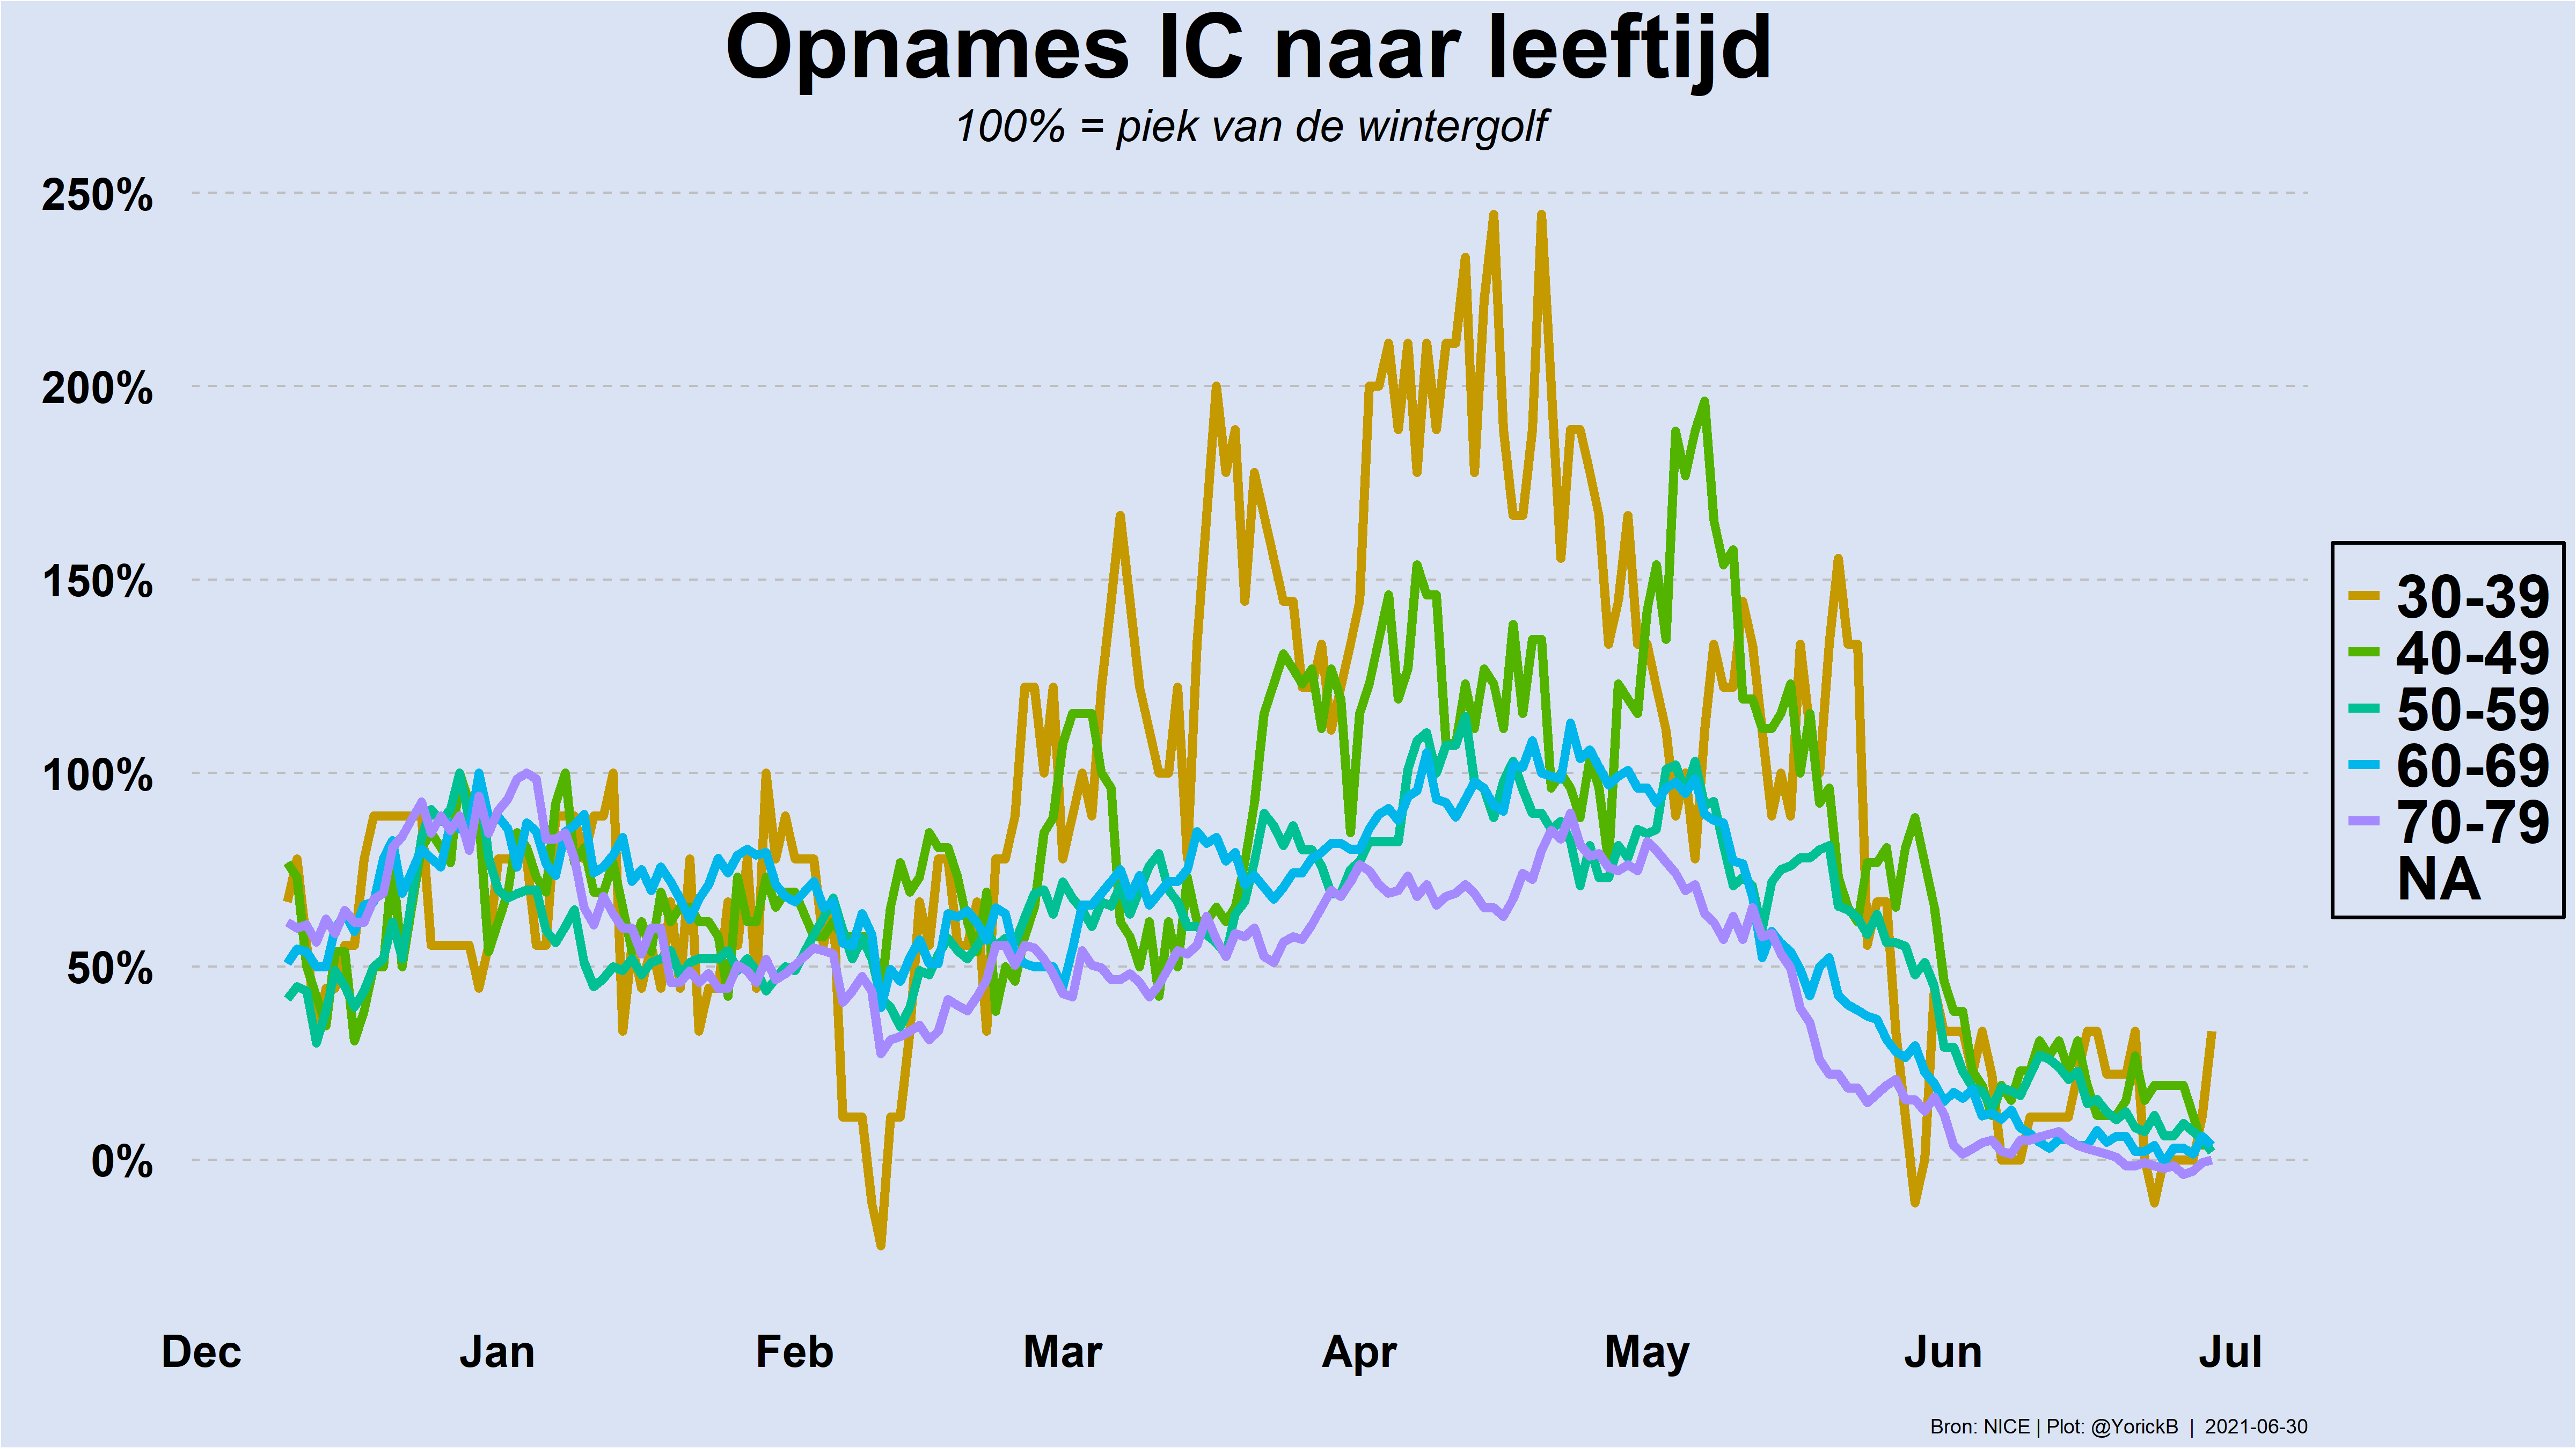 Opnames IC naar leeftijd
100% = piek van de wintergolf
250%
200%
150%
100%
50%
0%
30-39
40-49
50-59
60-69
70-79
NA
Dec Jan Feb Mar Apr May Jun Jul
Bron: NICE | Plot: @YorickB | 2021-06-30